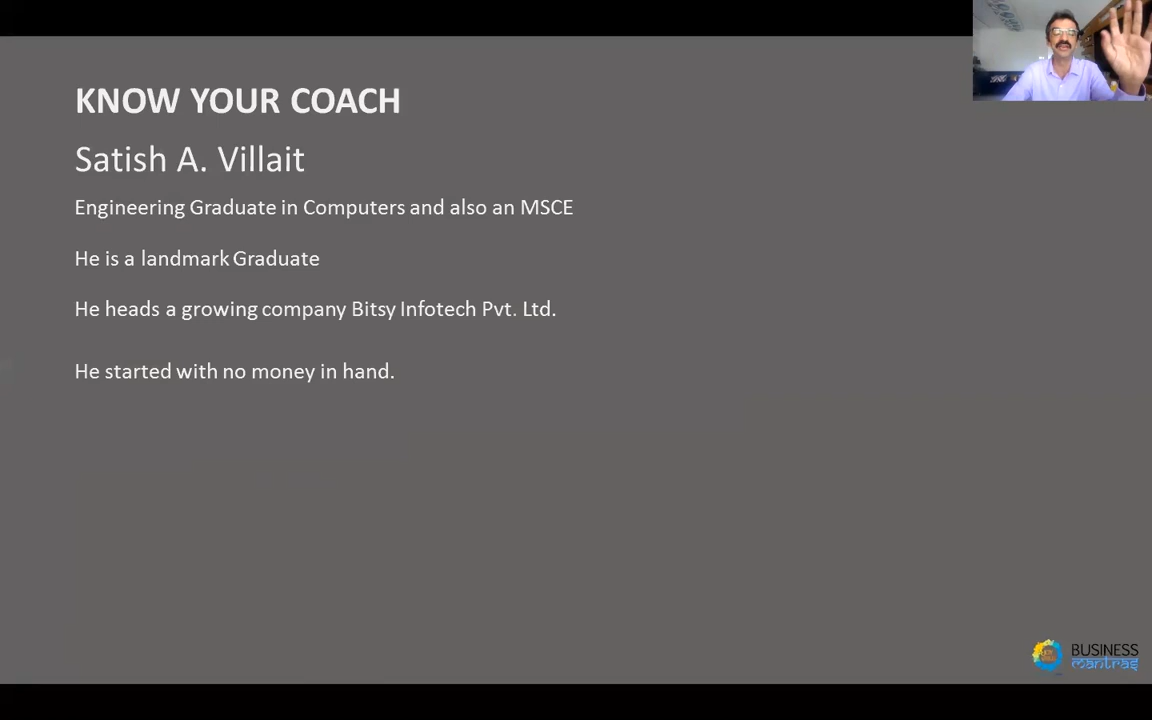 KNOW YOUR COACH
Satish A. Villait
Engineering Graduate in Computers and also an MSCE
He is a landmark Graduate
He heads a growing company Bitsy Infotech Pvt. Ltd.
He started with no money in hand.
BUSINESS
mantras